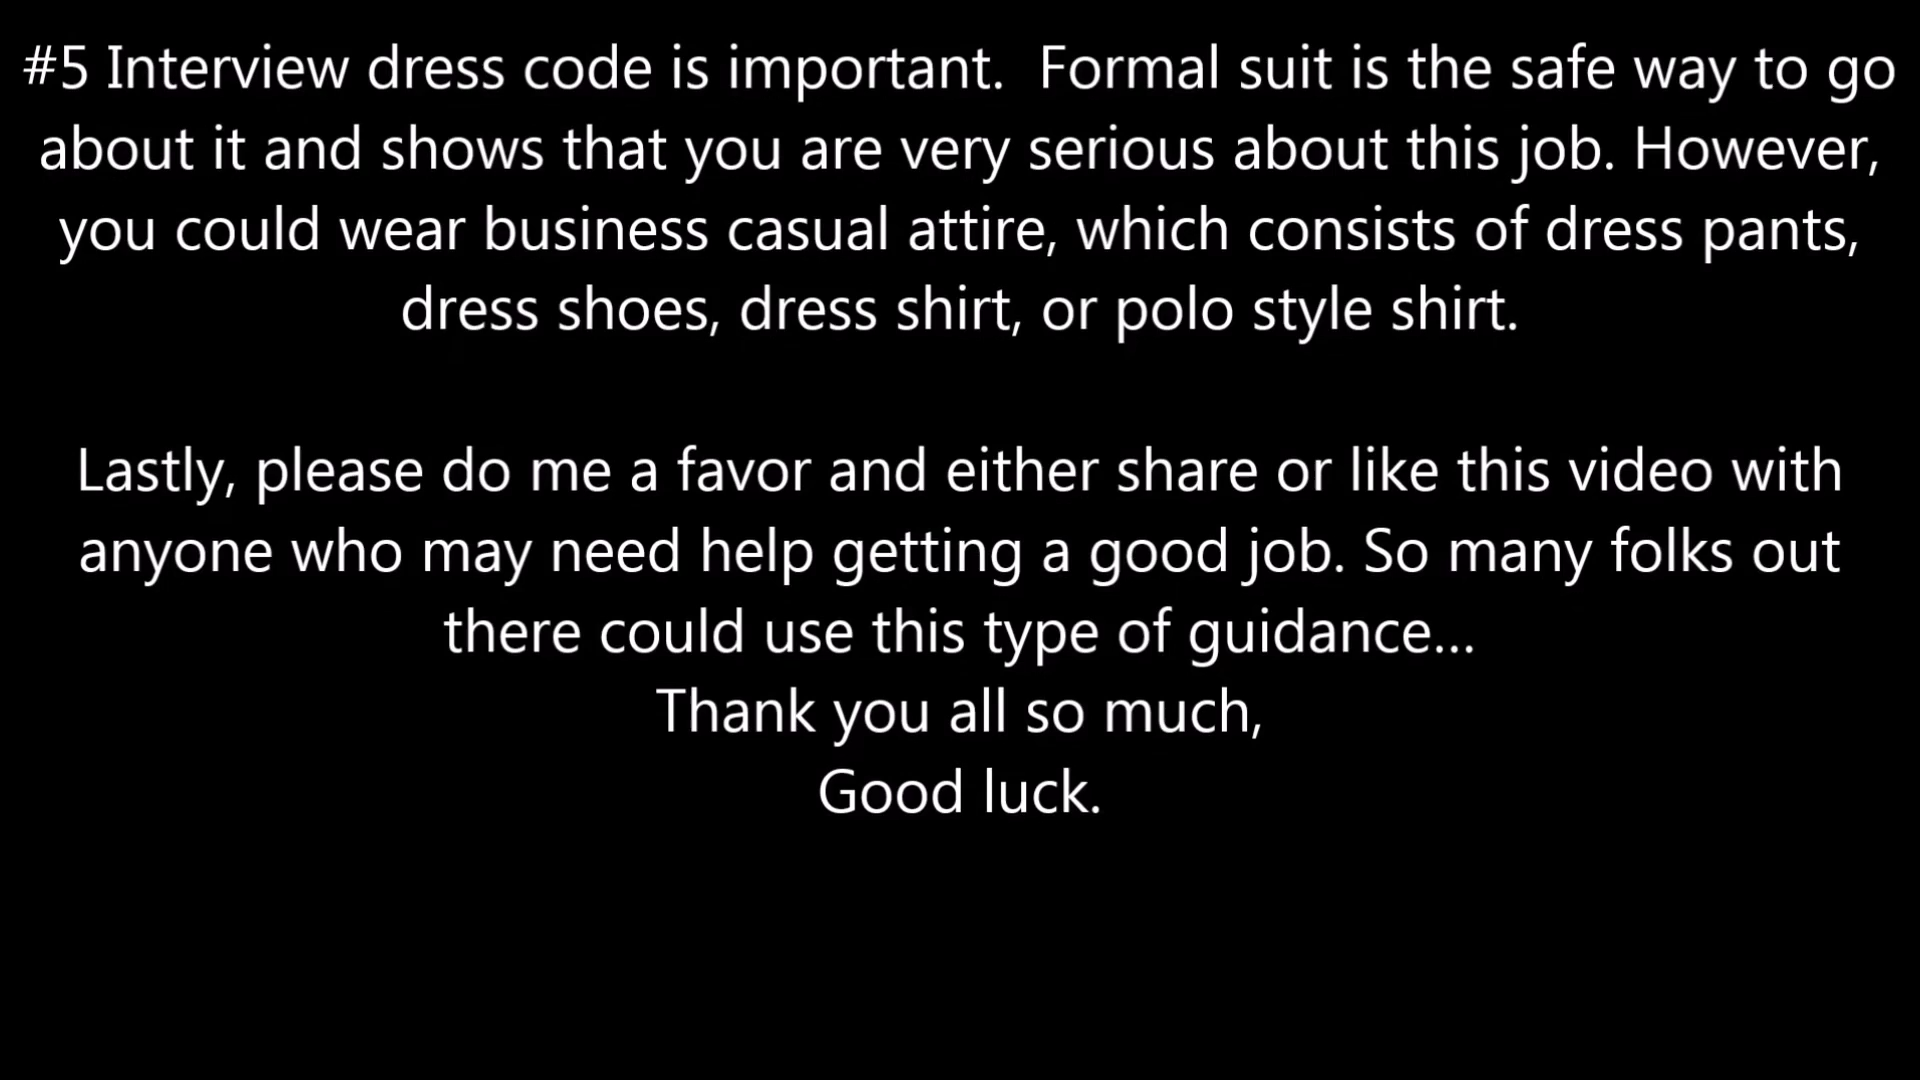 #5 Interview dress code is important.  Formal suit is the safe way to go
about it and shows that you are very serious about this job. However,
you could wear business casual attire, which consists of dress pants,
dress shoes, dress shirt, or polo style shirt.
Lastly, please do me a favor and either share or like this video with
anyone who may need help getting a good job. So many folks out
there could use this type of guidance...
Thank you all so much,
Good luck.